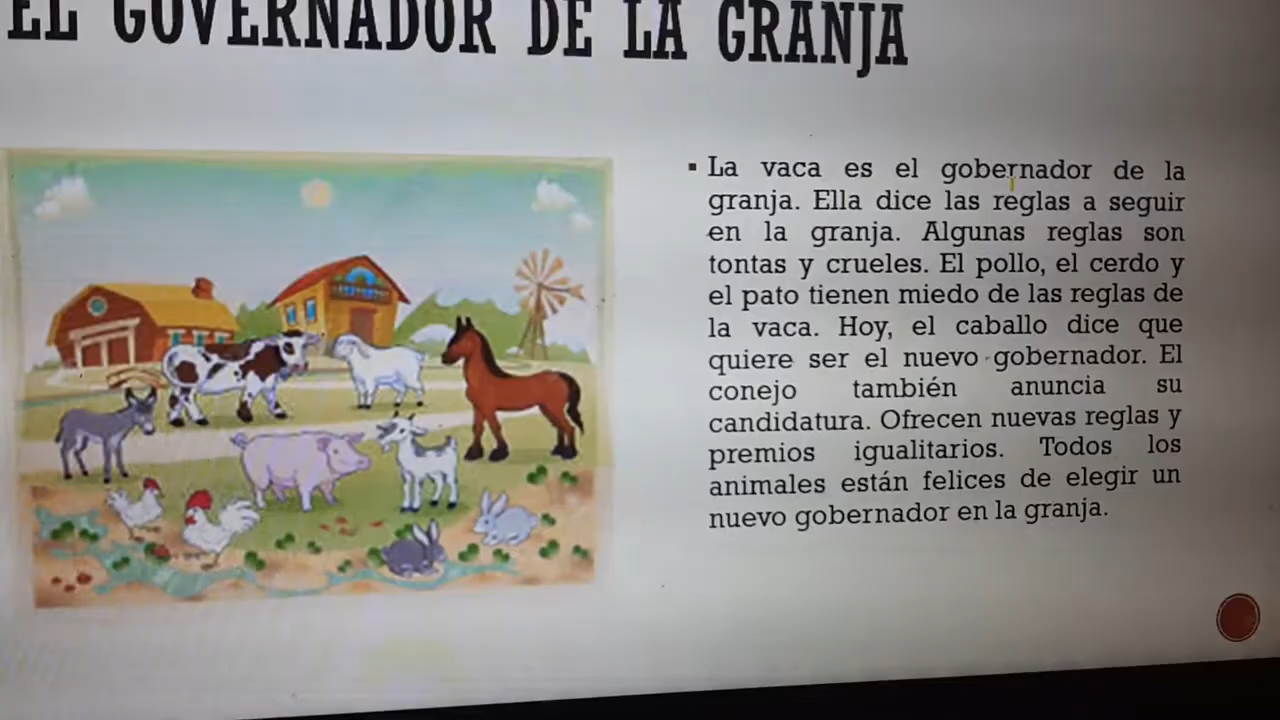 EL GOVERNADOR DE LA GRANJA
▪ La vaca es el gobernador de la
granja. Ella dice las reglas a seguir
en la granja. Algunas reglas son
tontas y crueles. El pollo, el cerdo y
el pato tienen miedo de las reglas de
la vaca. Hoy, el caballo dice que
quiere ser el nuevo gobernador. El
conejo también anuncia su
candidatura. Ofrecen nuevas reglas y
premios igualitarios. Todos los
animales están felices de elegir un
nuevo gobernador en la granja.